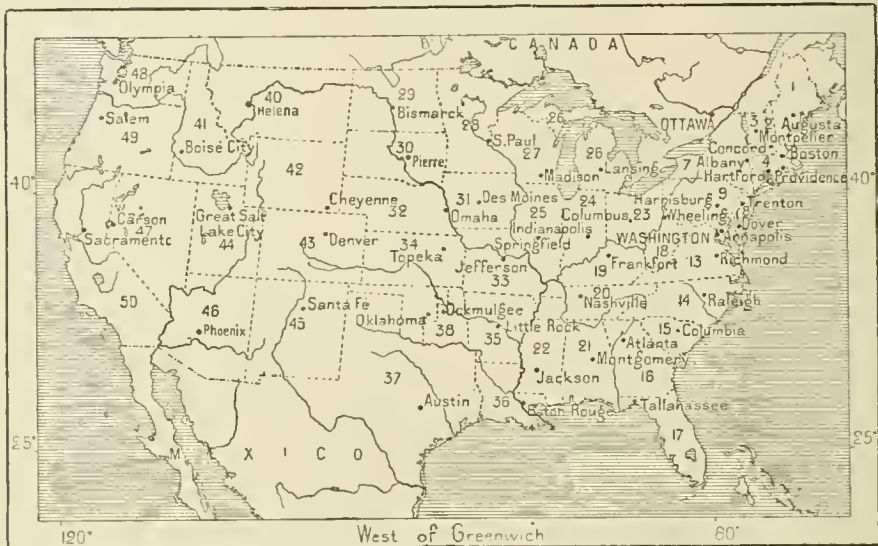 CANADA
48
Olympia
40
Helena
29
Bismarck
28
26
OTTAWA
1
3
2
Augusta
Montpelier
Salem
49
41
Boise City
30
Pierre
S.Paul
27
26
Madison
Lansing
Concord
7
Albany
4
Boston
Hartford
Providence
40°
40°
42
Cheyenne
32
31
Des Moines
Omaha
24
25
Indianapolis
Columbus
23
Harrisburg
9
Wheeling
Trenton
8
Dover
Carson
47
Sacramento
Great Salt
Lake City
44
43
Denver
34
Topeka
Springfield
WASHINGTON
Annapolis
18
Jefferson
33
19
Frankfort
13
Richmond
50
46
Phoenix
45
Santa Fe
Oklahoma
38
Ockmulgee
20
Nashville
14
Raleigh
Little Rock
35
15
Columbia
22
21
Atlanta
Montgomery
16
37
Jackson
Austin
36
Baton Rouge
Tallanassee
17
25°
M X I C O
25°
120°
West of Greenwich
80°